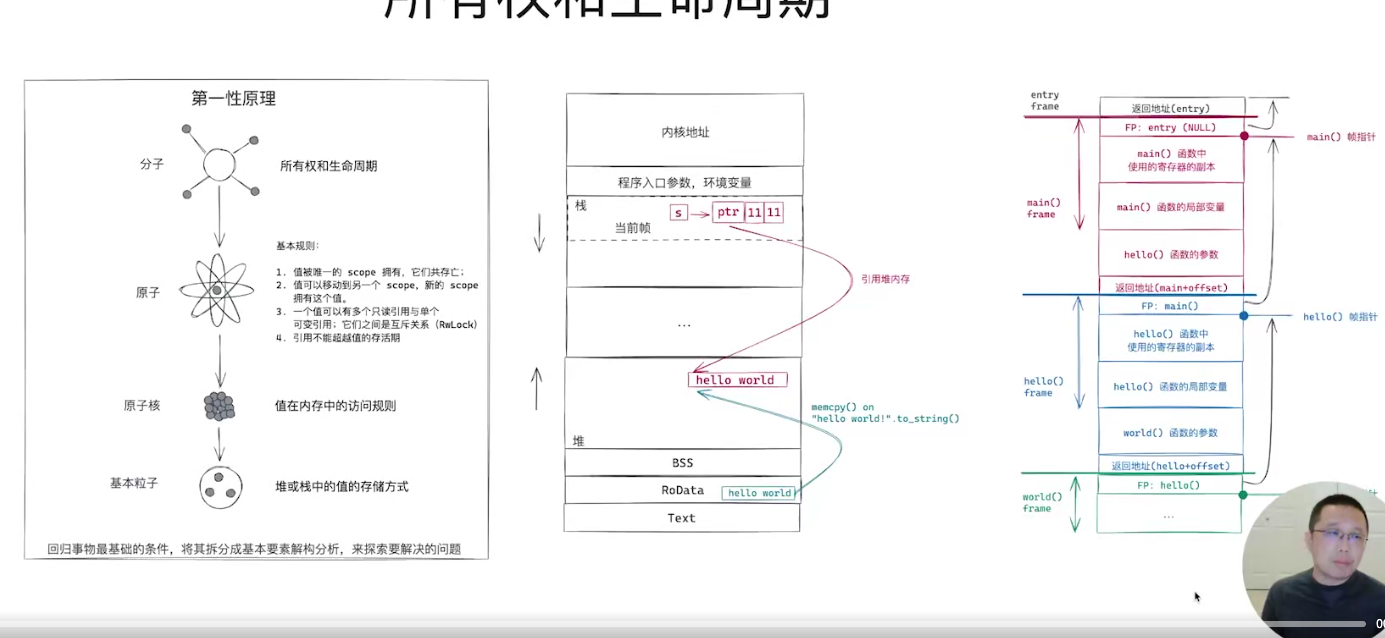 所有权和生命周期
第一性原理
分子
所有权和生命周期
基本规则:
1. 值被唯一的 scope 拥有，它们共存亡;
2. 值可以移动到另一个 scope，新的 scope
拥有这个值。
3. 一个值可以有多个只读引用与单个
可变引用; 它们之间是互斥关系（RwLock）
4. 引用不能超越值的存活期
原子
原子核
值在内存中的访问规则
基本粒子
堆或栈中的值的存储方式
回归事物最基础的条件，将其拆分成基本要素解构分析，来探索要解决的问题
内核地址
程序入口参数，环境变量
栈
s
ptr
11
11
当前帧
引用堆内存
...
hello world
memcpy() on
"hello world!".to_string()
堆
BSS
RoData
hello world
Text
entry
frame
返回地址(entry)
FP: entry (NULL)
main() 帧指针
main() 函数中
使用的寄存器的副本
main()
frame
main() 函数的局部变量
hello() 函数的参数
返回地址(main+offset)
FP: main()
hello() 帧指针
hello() 函数中
使用的寄存器的副本
hello()
frame
hello() 函数的局部变量
world() 函数的参数
返回地址(hello+offset)
FP: hello()
world()
frame
...